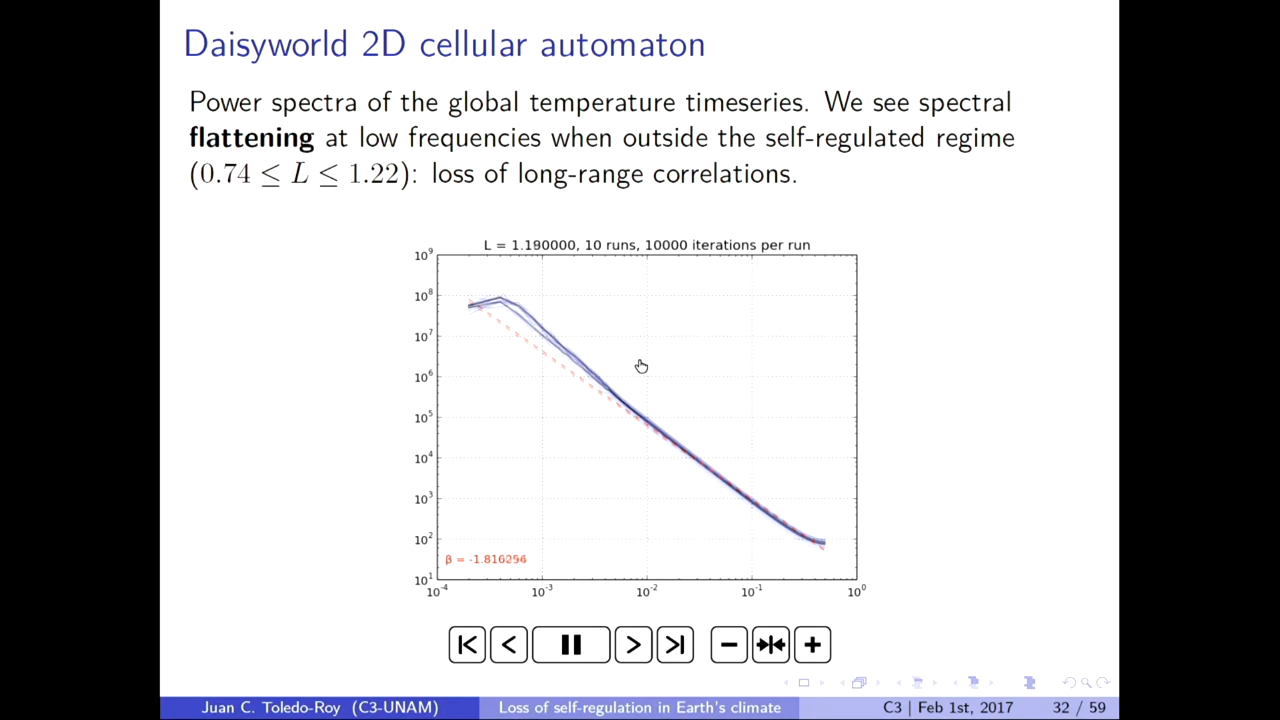 Daisyworld 2D cellular automaton
Power spectra of the global temperature timeseries. We see spectral
flattening at low frequencies when outside the self-regulated regime
(0.74 ≤ L ≤ 1.22): loss of long-range correlations.
L = 1.190000, 10 runs, 10000 iterations per run
10⁹
10⁸
10⁷
10⁶
10⁵
10⁴
10³
10²
10¹
β = -1.816256
10⁻⁴ 10⁻³ 10⁻² 10⁻¹ 10⁰
Juan C. Toledo-Roy (C3-UNAM) Loss of self-regulation in Earth's climate C3 | Feb 1st, 2017 32 / 59